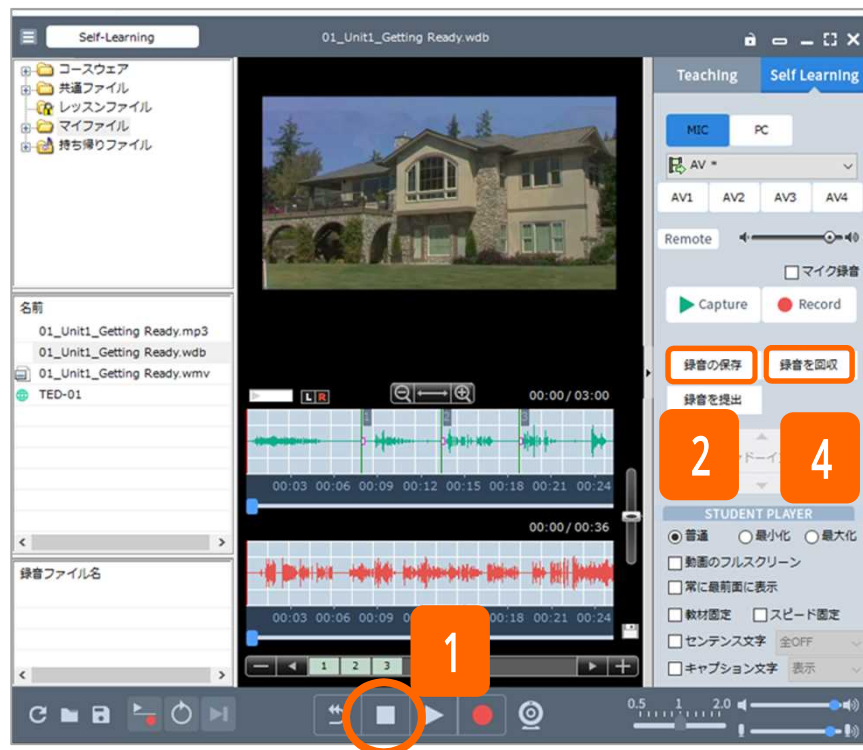 Self-Learning
01_Unit1_Getting Ready.wdb
コースウェア
共通ファイル
レッスンファイル
マイファイル
持ち帰りファイル
名前
01_Unit1_Getting Ready.mp3
01_Unit1_Getting Ready.wdb
01_Unit1_Getting Ready.wmv
TED-01
録音ファイル名
L R
00:00 / 03:00
1 2 3
00:03 00:06 00:09 00:12 00:15 00:18 00:21 00:24
00:00 / 00:36
00:03 00:06 00:09 00:18 00:21 00:24
1 2 3
1
Teaching Self Learning
MIC PC
AV *
AV1 AV2 AV3 AV4
Remote
マイク録音
Capture Record
録音の保存 録音を回収
録音を提出
2 4
STUDENT PLAYER
普通 最小化 最大化
動画のフルスクリーン
常に最前面に表示
教材固定 スピード固定
センテンス文字 全OFF
キャプション文字 表示
0.5 1 2.0